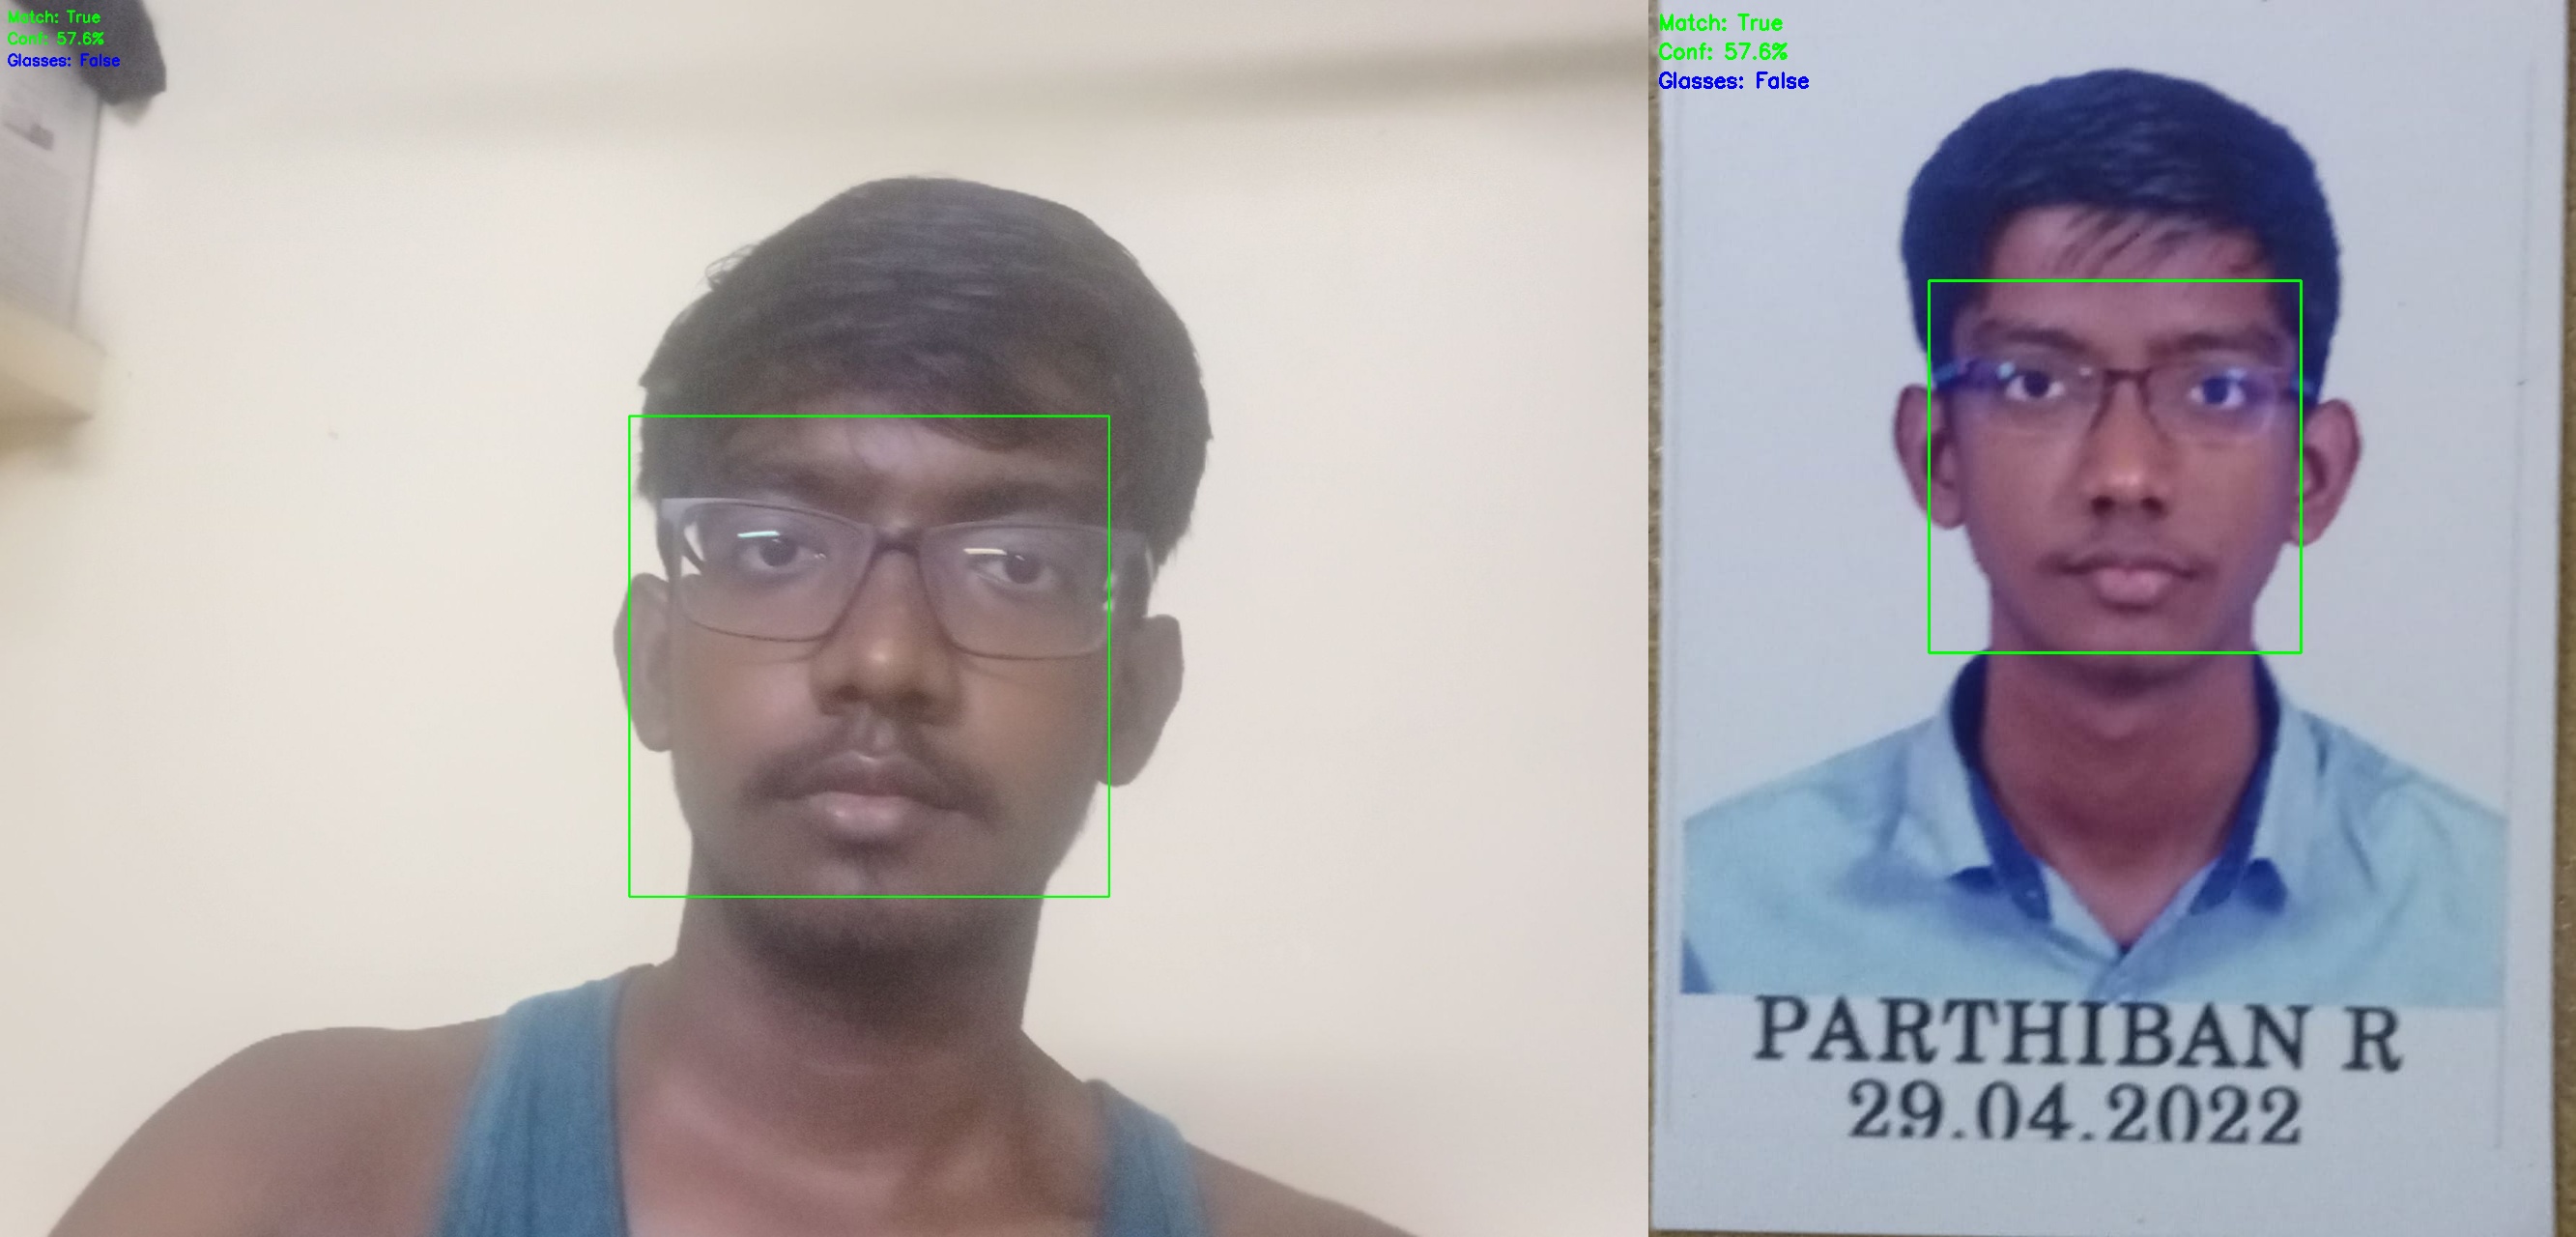 Match: True
Conf: 57.6%
Glasses: False
Match: True
Conf: 57.6%
Glasses: False
PARTHIBAN R
29.04.2022